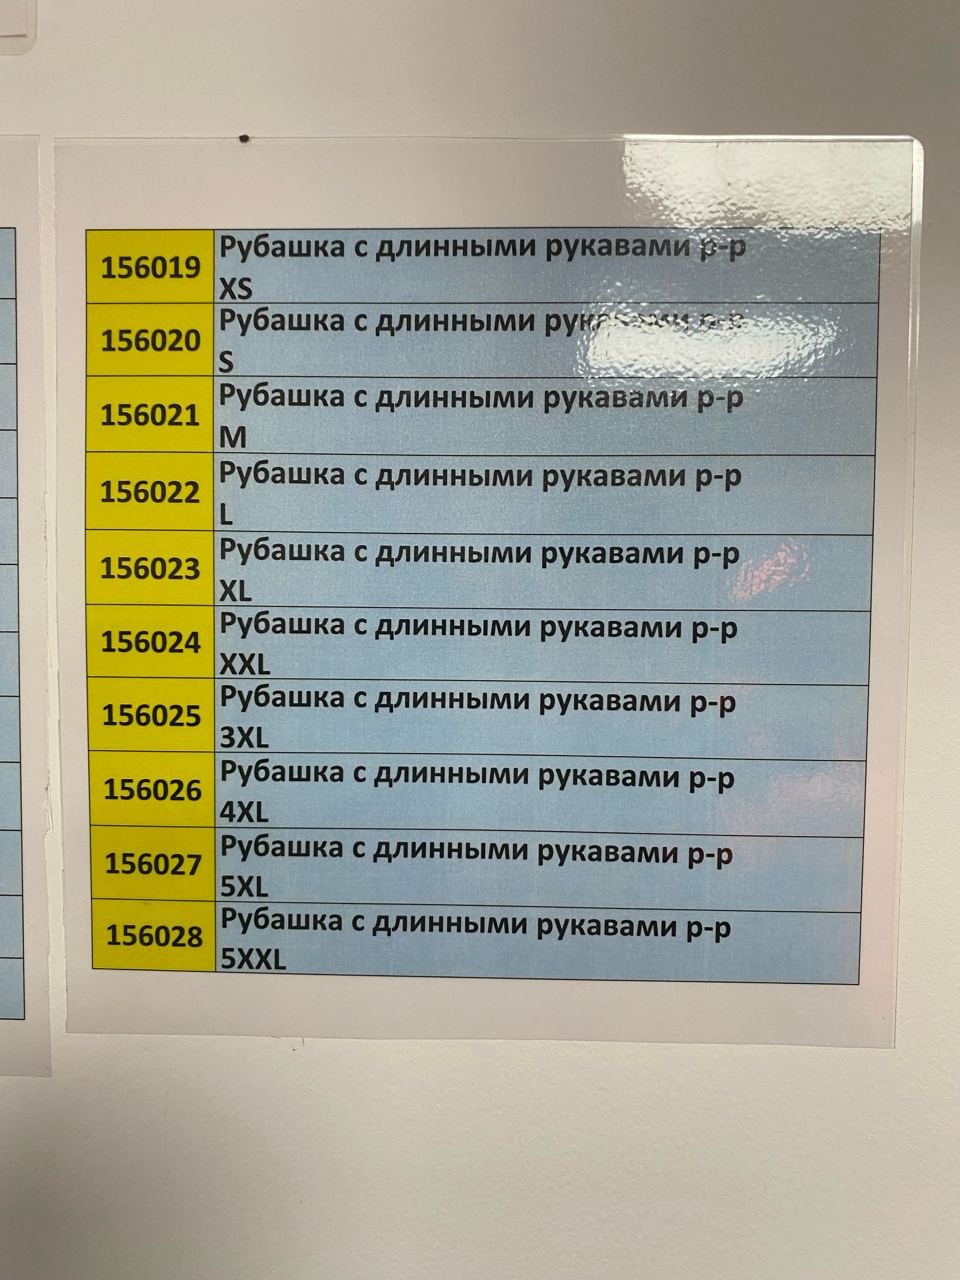 156019
Рубашка с длинными рукавами р-р
XS
156020
Рубашка с длинными рукавами р-р
S
156021
Рубашка с длинными рукавами р-р
M
156022
Рубашка с длинными рукавами р-р
L
156023
Рубашка с длинными рукавами р-р
XL
156024
Рубашка с длинными рукавами р-р
XXL
156025
Рубашка с длинными рукавами р-р
3XL
156026
Рубашка с длинными рукавами р-р
4XL
156027
Рубашка с длинными рукавами р-р
5XL
156028
Рубашка с длинными рукавами р-р
5XXL